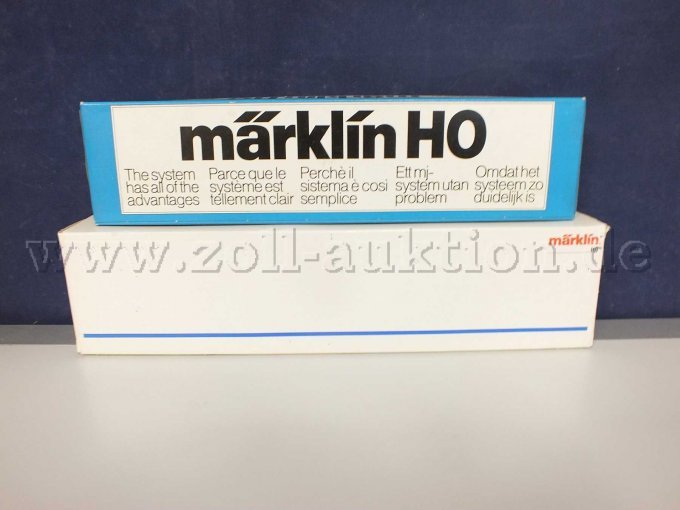 märklin HO
The system has all of the advantages
Parce que le système est tellement clair
Perchè il sistema è così semplice
Ett mj-system utan problem
Omdat het systeem zo duidelijk is
märklin
www.zoll-auktion.de